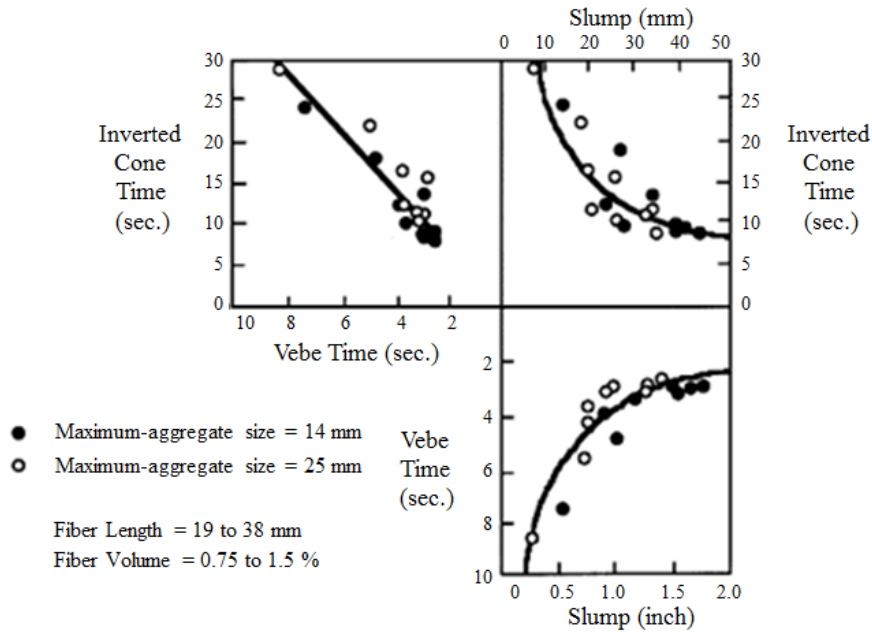 Slump (mm)
0 10 20 30 40 50
30
25
20
15
10
5
0
Inverted
Cone
Time
(sec.)
10 8 6 4 2
Vebe Time (sec.)
30
25
20
15
10
5
0
Inverted
Cone
Time
(sec.)
Maximum-aggregate size = 14 mm
Maximum-aggregate size = 25 mm
Fiber Length = 19 to 38 mm
Fiber Volume = 0.75 to 1.5 %
Vebe
Time
(sec.)
2
4
6
8
10
0 0.5 1.0 1.5 2.0
Slump (inch)